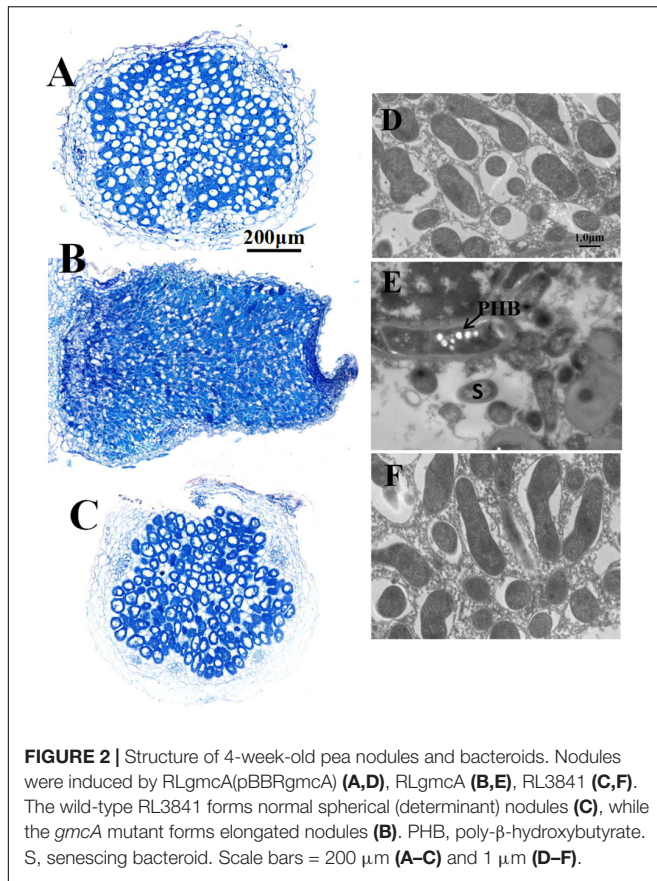 A
200μm
B
C
D
1.0μm
E
PHB
S
F
FIGURE 2 | Structure of 4-week-old pea nodules and bacteroids. Nodules
were induced by RLgmcA(pBBRgmcA) (A,D), RLgmcA (B,E), RL3841 (C,F).
The wild-type RL3841 forms normal spherical (determinant) nodules (C), while
the gmcA mutant forms elongated nodules (B). PHB, poly-β-hydroxybutyrate.
S, senescing bacteroid. Scale bars = 200 μm (A–C) and 1 μm (D–F).